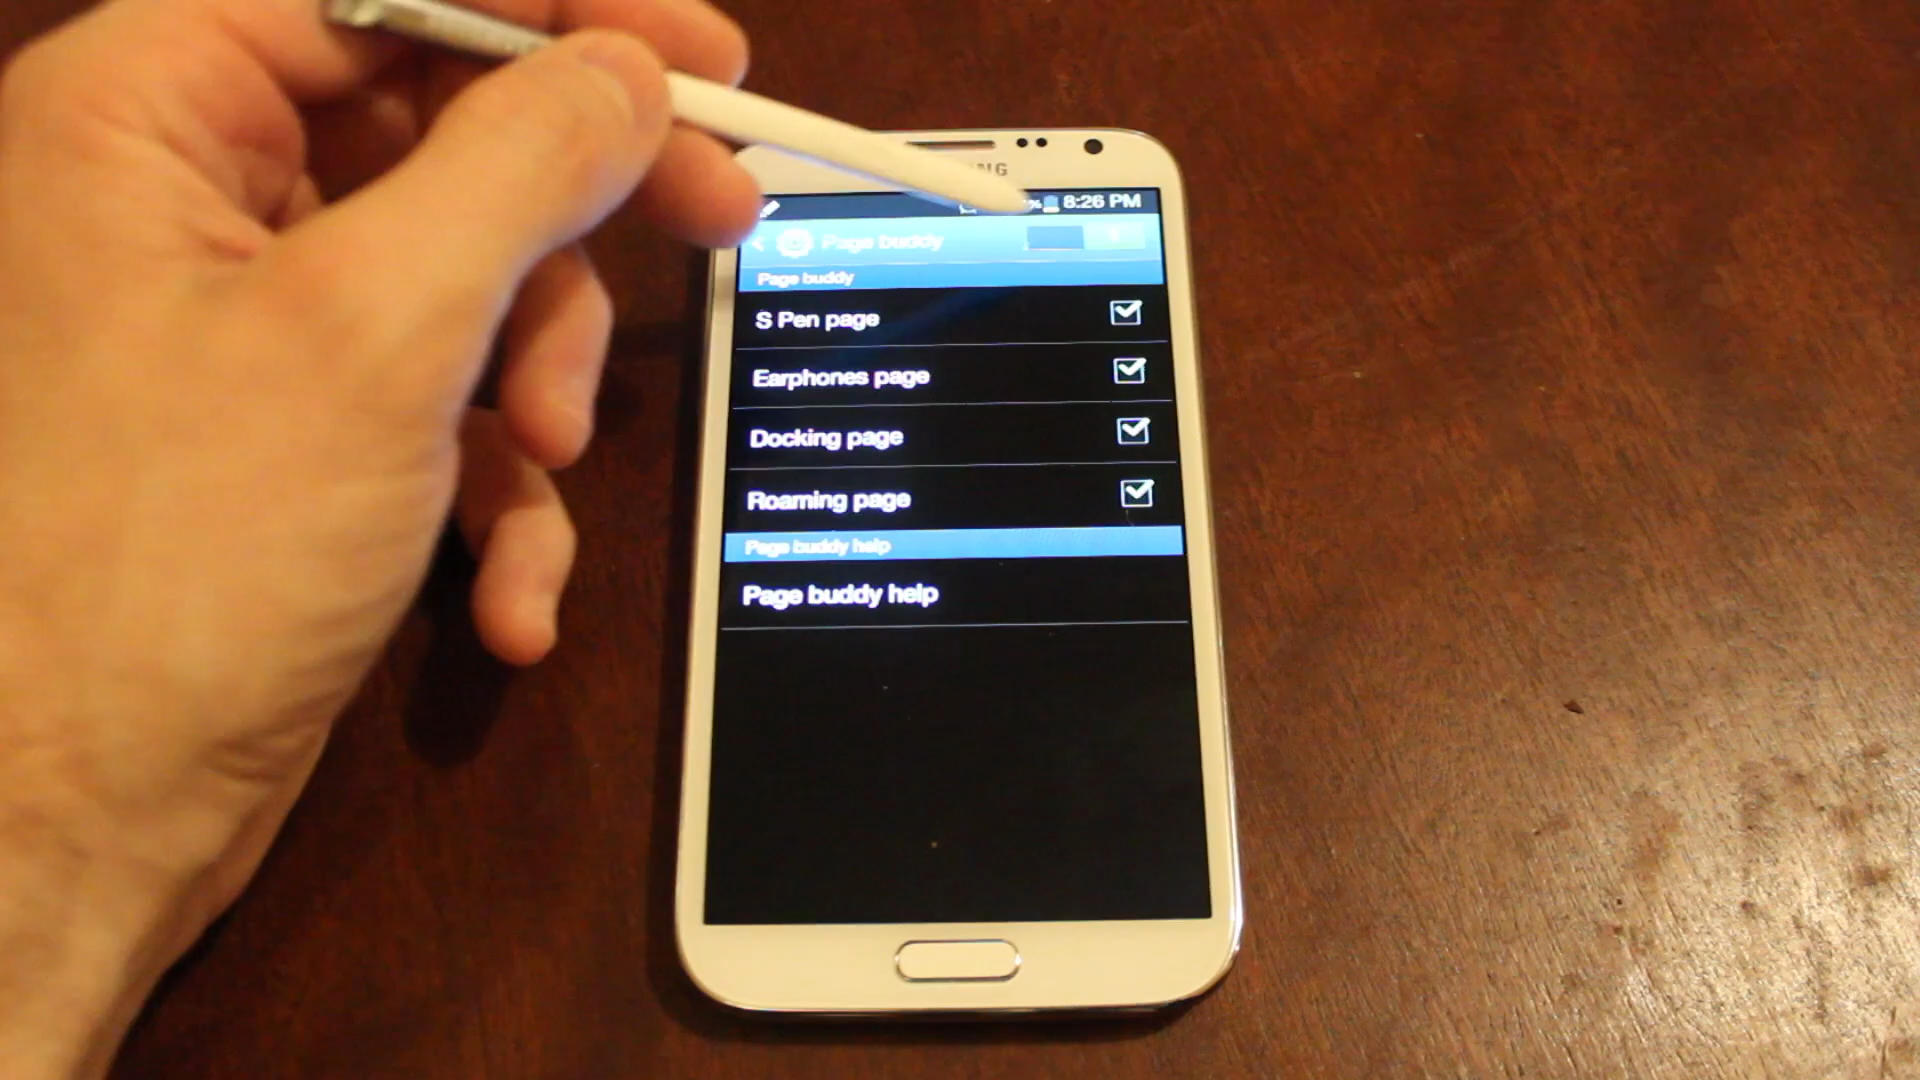 NG
% 8:26 PM
Page buddy
Page buddy
S Pen page
Earphones page
Docking page
Roaming page
Page buddy help
Page buddy help